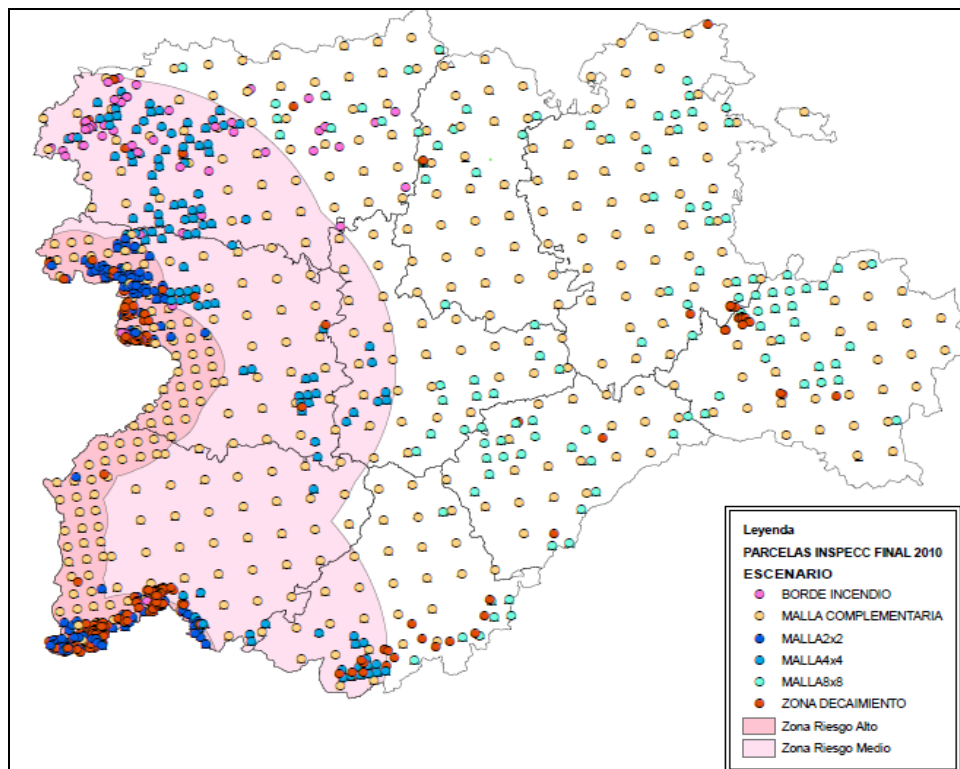 Leyenda
PARCELAS INSPECC FINAL 2010
ESCENARIO
BORDE INCENDIO
MALLA COMPLEMENTARIA
MALLA2x2
MALLA4x4
MALLA8x8
ZONA DECAIMIENTO
Zona Riesgo Alto
Zona Riesgo Medio